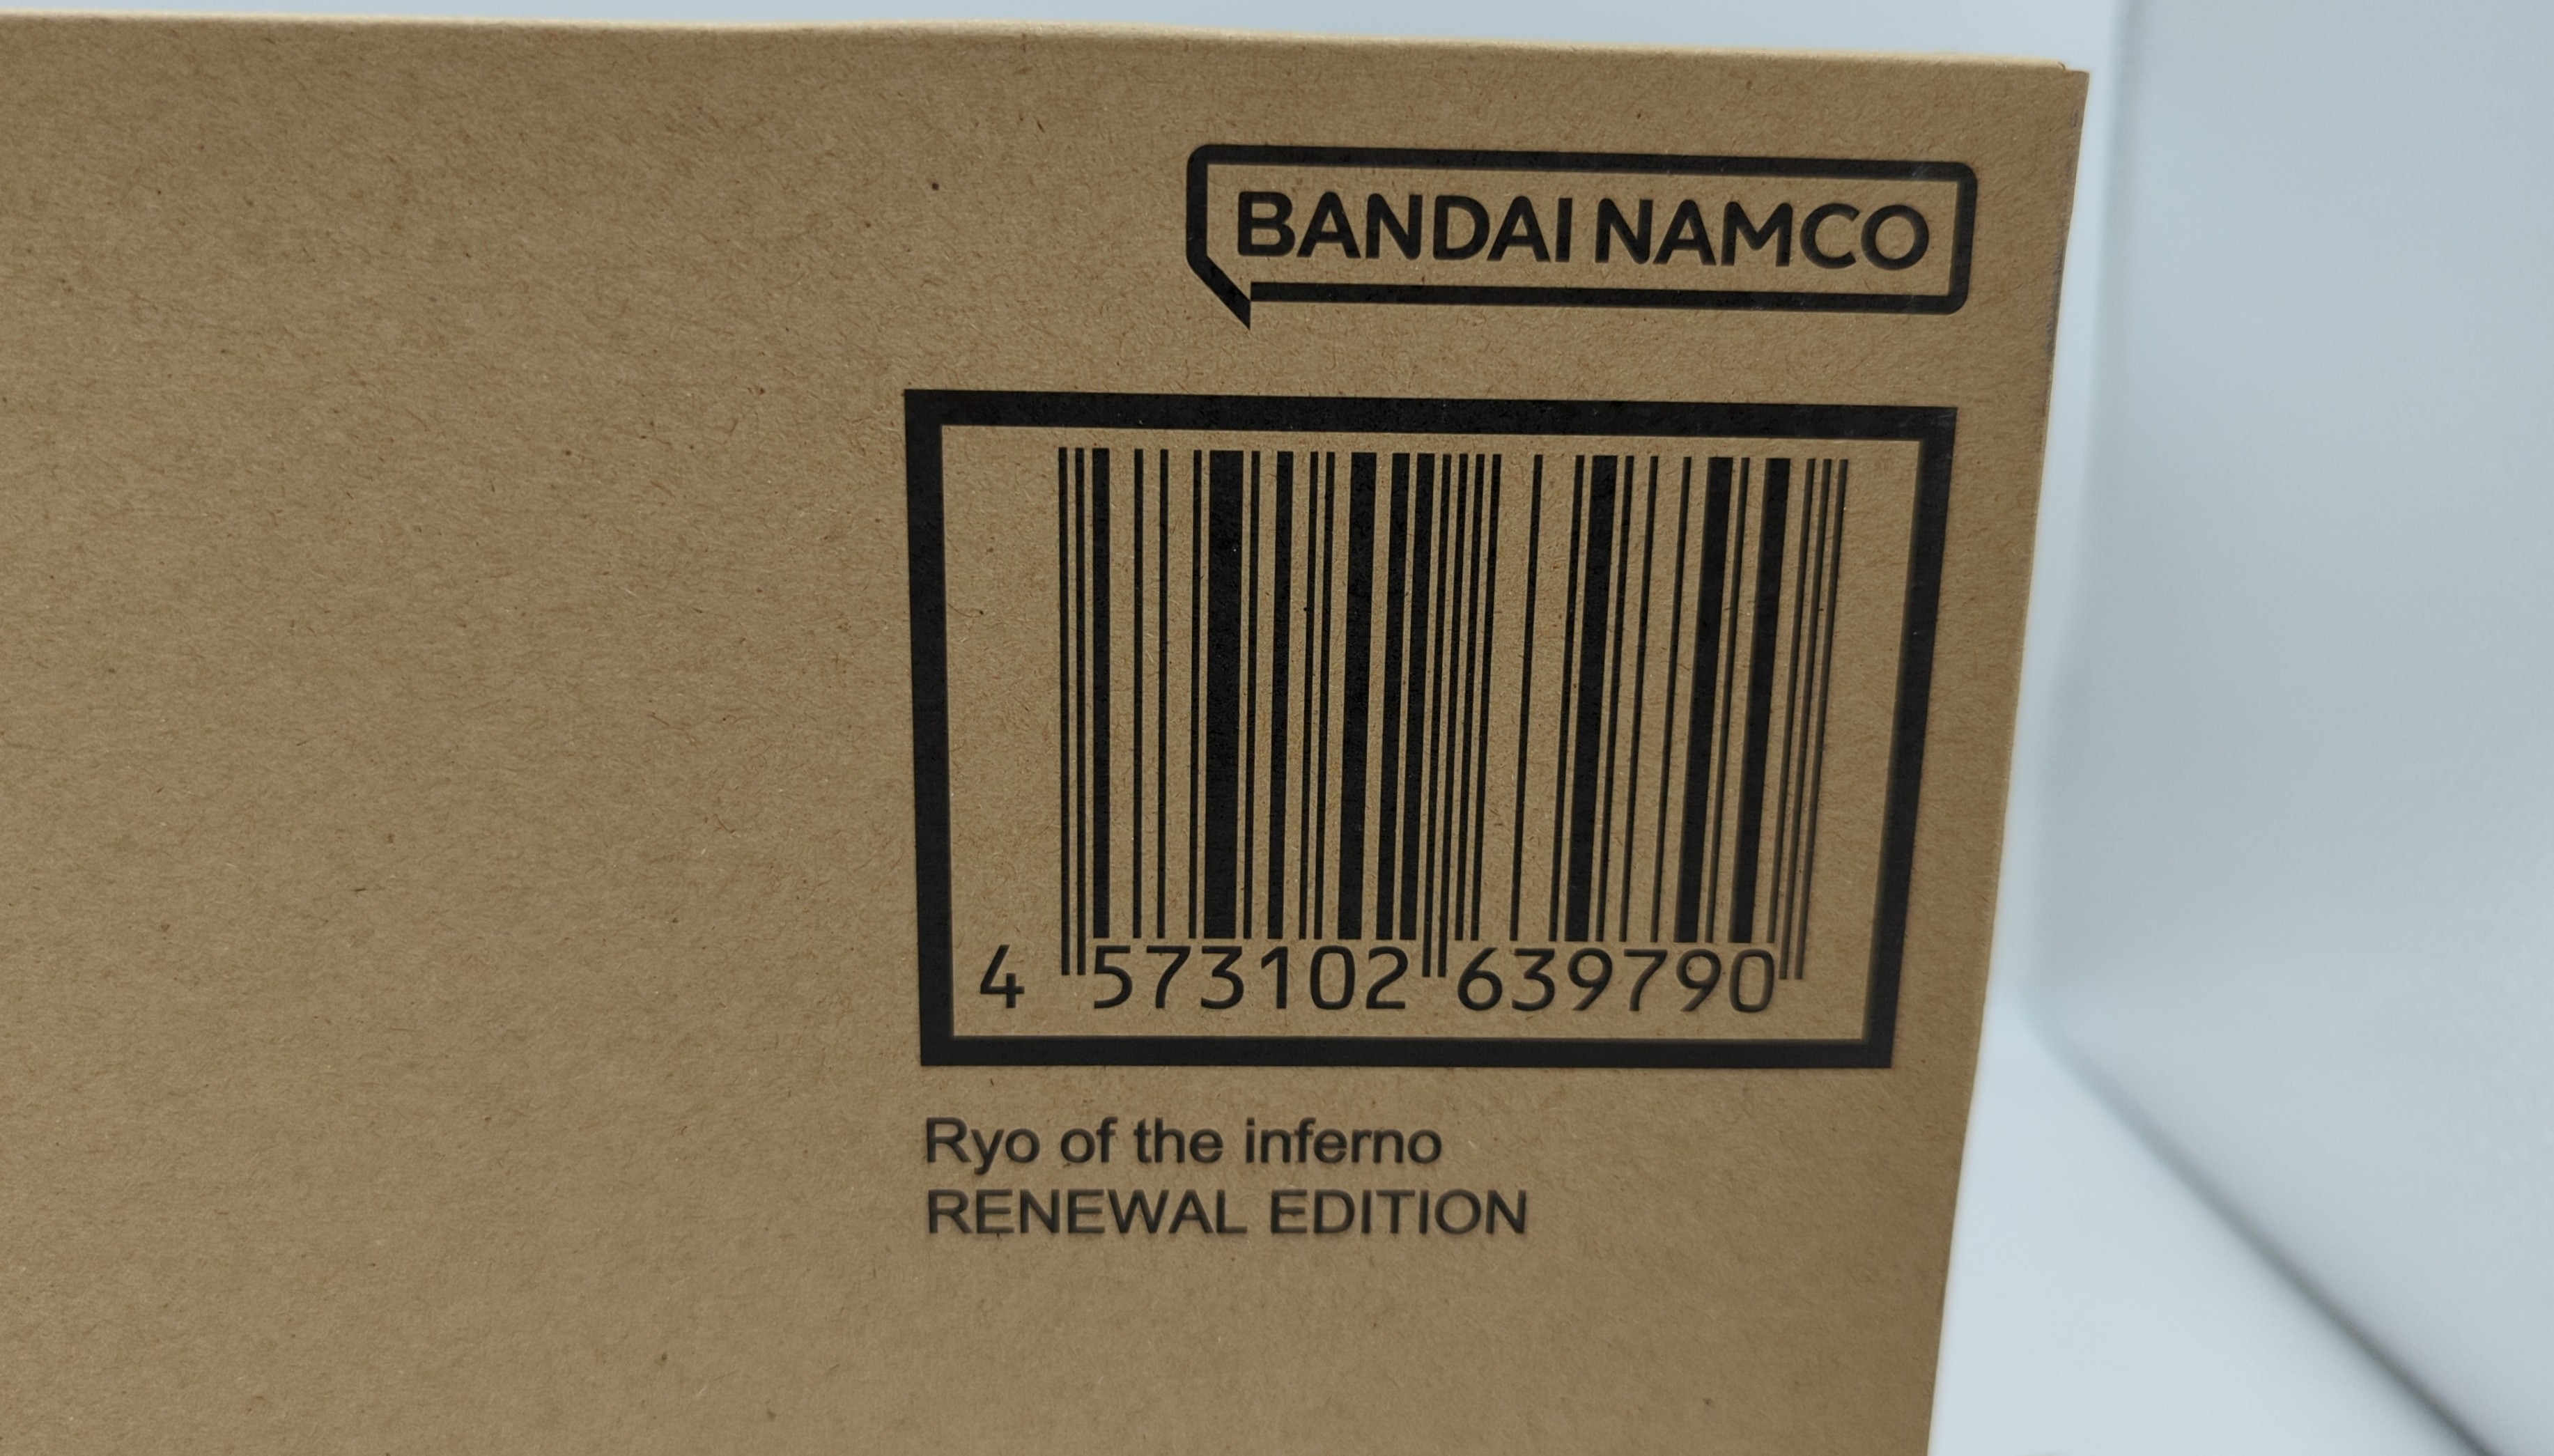 BANDAI NAMCO
4 573102 639790
Ryo of the inferno
RENEWAL EDITION